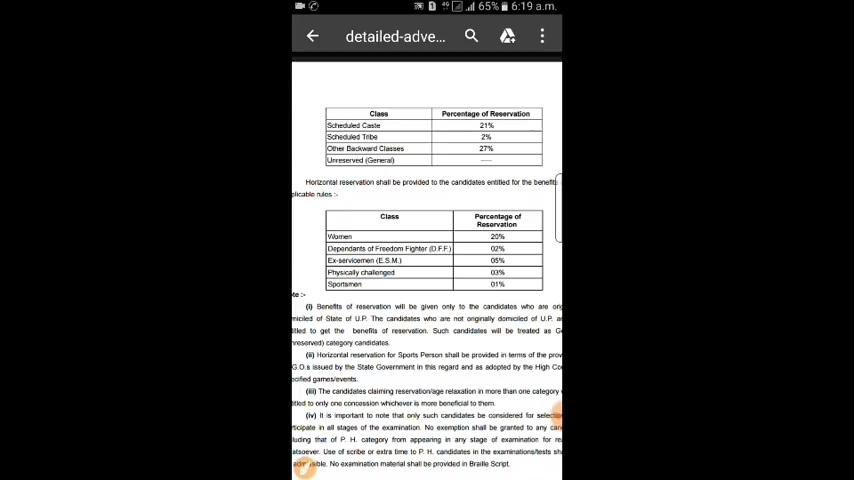 4G 65% 6:19 a.m.
detailed-adve...
Class Percentage of Reservation
Scheduled Caste 21%
Scheduled Tribe 2%
Other Backward Classes 27%
Unreserved (General) -----
Horizontal reservation shall be provided to the candidates entitled for the benefits
plicable rules :-
Class Percentage of
Reservation
Women 20%
Dependants of Freedom Fighter (D.F.F.) 02%
Ex-servicemen (E.S.M.) 05%
Physically challenged 03%
Sportsmen 01%
te :-
(i) Benefits of reservation will be given only to the candidates who are ori
miciled of State of U.P. The candidates who are not originally domiciled of U.P. a
titled to get the benefits of reservation. Such candidates will be treated as G
nreserved) category candidates.
(ii) Horizontal reservation for Sports Person shall be provided in terms of the prov
G.O.s issued by the State Government in this regard and as adopted by the High Co
ecified games/events.
(iii) The candidates claiming reservation/age relaxation in more than one category
titled to only one concession whichever is more beneficial to them.
(iv) It is important to note that only such candidates be considered for selectio
rticipate in all stages of the examination. No exemption shall be granted to any can
luding that of P. H. category from appearing in any stage of examination for re
atsoever. Use of scribe or extra time to P. H. candidates in the examinations/tests sh
admissible. No examination material shall be provided in Braille Script.